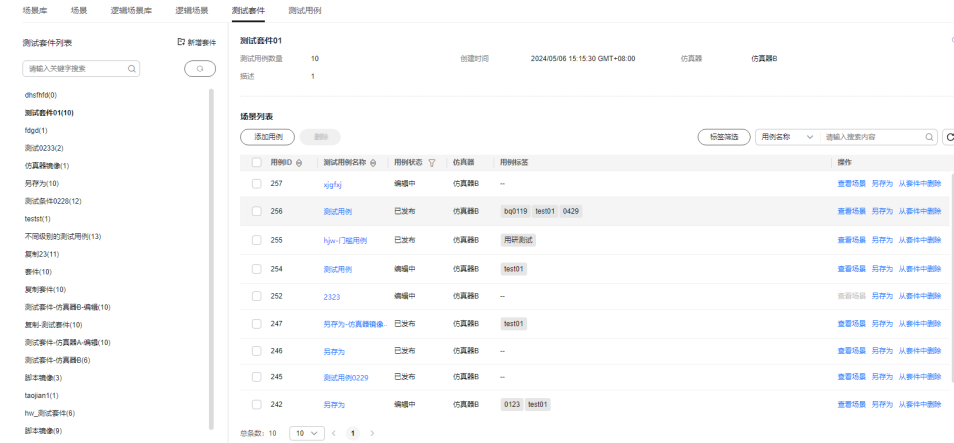 场景库 场景 逻辑场景库 逻辑场景 测试套件 测试用例
测试套件列表 新增套件
请输入关键字搜索
dhsfhfd(0)
测试套件01(10)
fdgd(1)
测试0233(2)
仿真器镜像(1)
另存为(10)
测试套件0228(12)
testst(1)
不同级别的测试用例(13)
复制23(11)
套件(10)
复制套件(10)
测试套件-仿真器B-编辑(10)
复制-测试套件(10)
测试套件-仿真器A-编辑(10)
测试套件-仿真器B(6)
脚本镜像(3)
taojian1(1)
hw_测试套件(6)
脚本镜像(9)
测试套件01
测试用例数量 10 创建时间 2024/05/06 15:15:30 GMT+08:00 仿真器 仿真器B
描述 1
场景列表
添加用例 删除 标签筛选 用例名称 请输入搜索内容
用例ID 测试用例名称 用例状态 仿真器 用例标签 操作
257 xjgfxj 编辑中 仿真器B -- 查看场景 另存为 从套件中删除
256 测试用例 已发布 仿真器B bq0119 test01 0429 查看场景 另存为 从套件中删除
255 hjw-门槛用例 已发布 仿真器B 用研测试 查看场景 另存为 从套件中删除
254 测试用例 编辑中 仿真器B test01 查看场景 另存为 从套件中删除
252 2323 编辑中 仿真器B -- 查看场景 另存为 从套件中删除
247 另存为-仿真器镜像... 已发布 仿真器B test01 查看场景 另存为 从套件中删除
246 另存为 已发布 仿真器B -- 查看场景 另存为 从套件中删除
245 测试用例0229 已发布 仿真器B -- 查看场景 另存为 从套件中删除
242 另存为 编辑中 仿真器B 0123 test01 查看场景 另存为 从套件中删除
总条数: 10 10 < 1 >